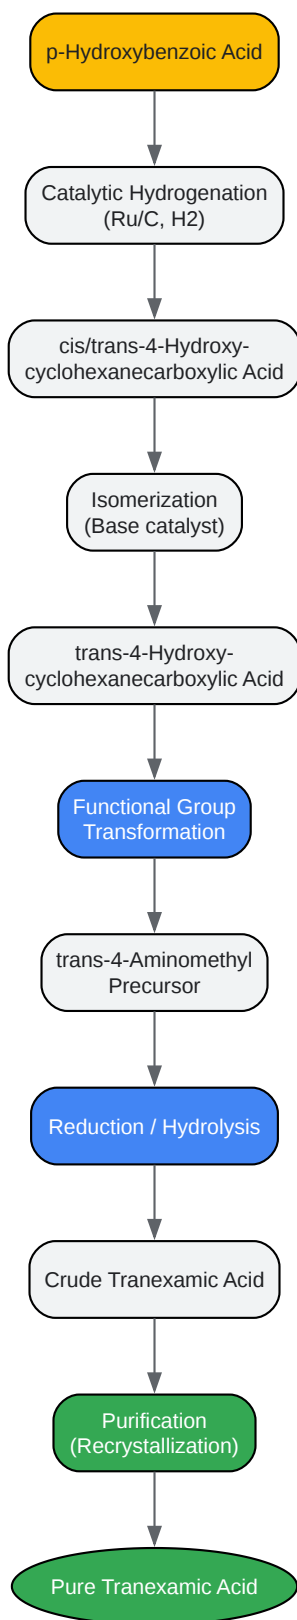 p-Hydroxybenzoic Acid
Catalytic Hydrogenation
(Ru/C, H2)
cis/trans-4-Hydroxy-
cyclohexanecarboxylic Acid
Isomerization
(Base catalyst)
trans-4-Hydroxy-
cyclohexanecarboxylic Acid
Functional Group
Transformation
trans-4-Aminomethyl
Precursor
Reduction / Hydrolysis
Crude Tranexamic Acid
Purification
(Recrystallization)
Pure Tranexamic Acid